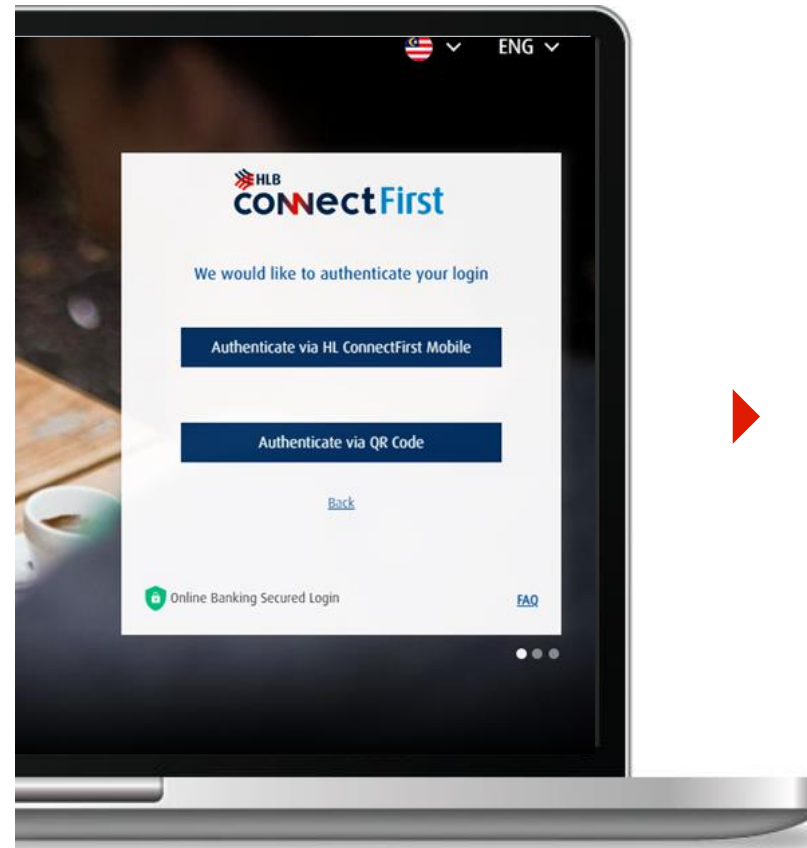 ENG
HLB
connectFirst
We would like to authenticate your login
Authenticate via HL ConnectFirst Mobile
Authenticate via QR Code
Back
Online Banking Secured Login
FAQ